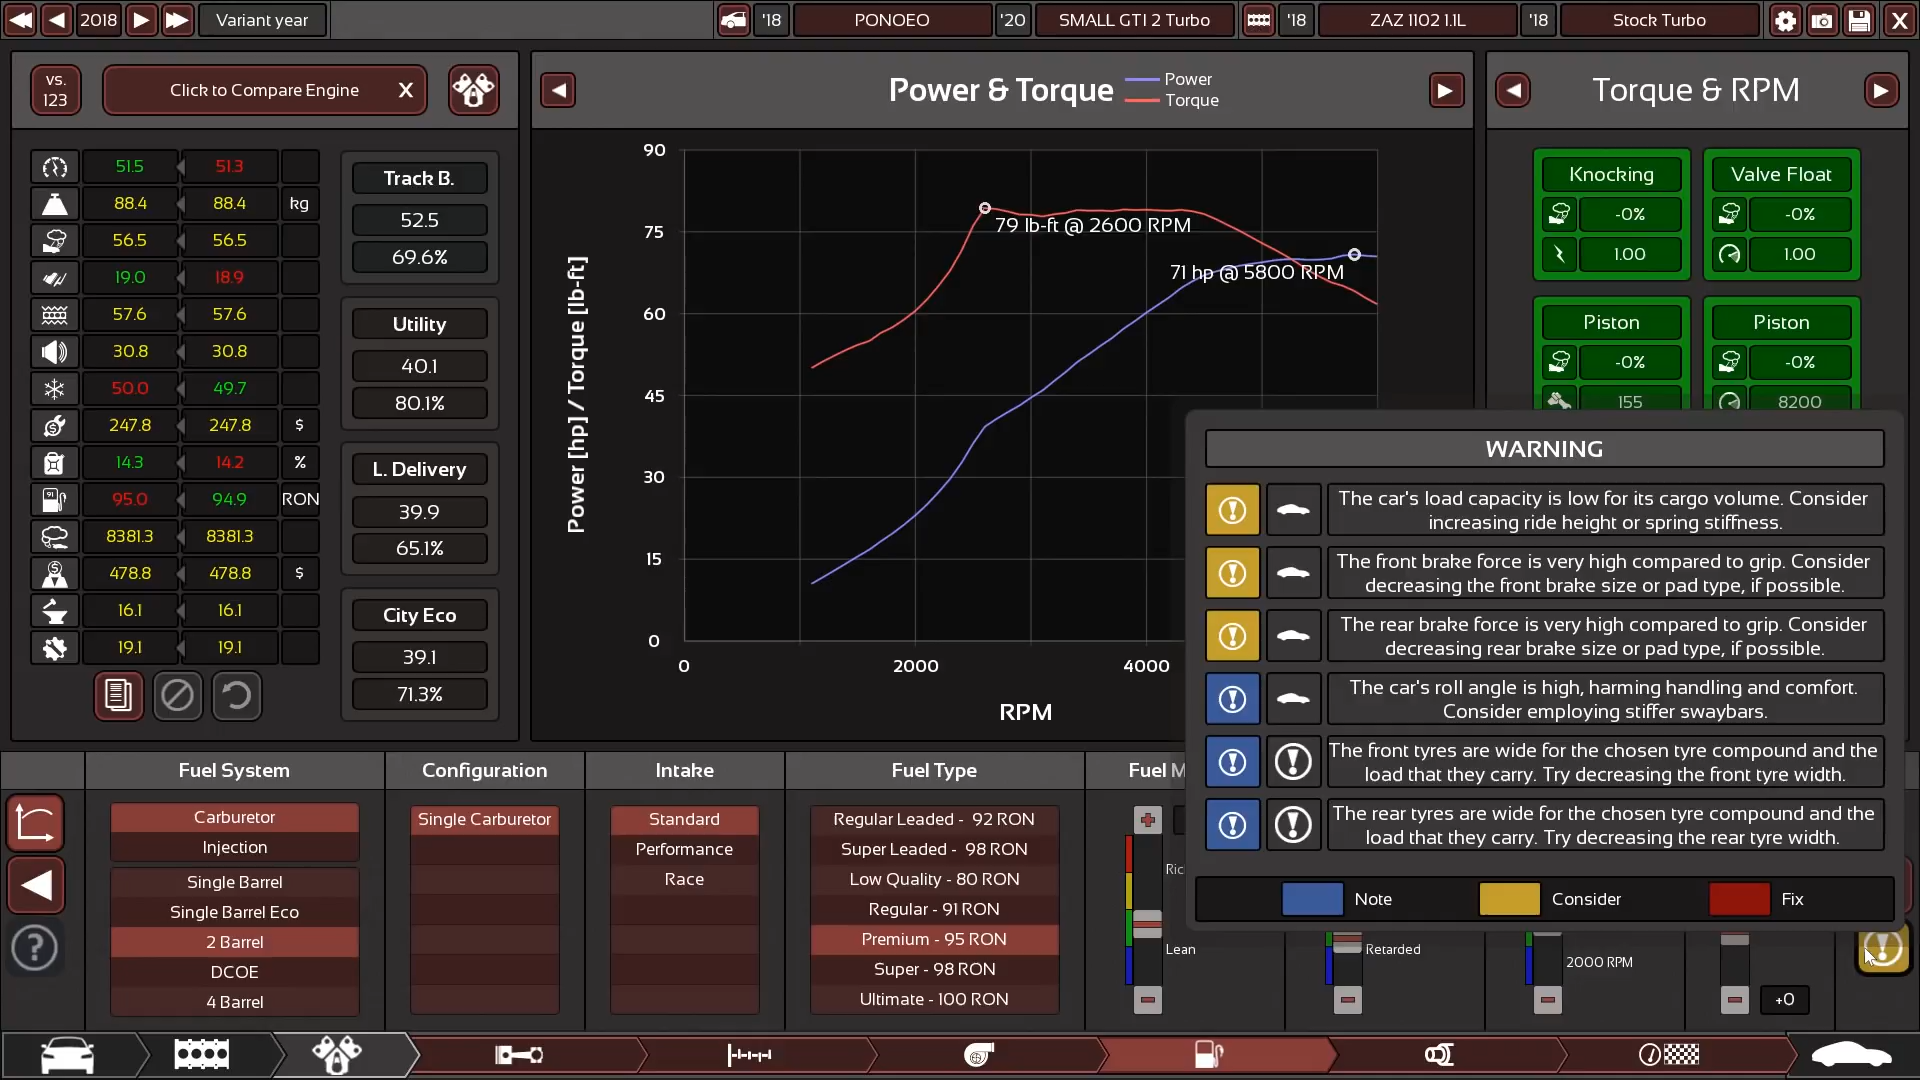 2018 Variant year '18 PONOEO '20 SMALL GTI 2 Turbo '18 ZAZ 1102 1.1L '18 Stock Turbo X
vs. 123
Click to Compare Engine X
51.5 51.3
88.4 88.4 kg
56.5 56.5
19.0 18.9
57.6 57.6
30.8 30.8
50.0 49.7
247.8 247.8 $
14.3 14.2 %
95.0 94.9 RON
8381.3 8381.3
478.8 478.8 $
16.1 16.1
19.1 19.1
Track B.
52.5
69.6%
Utility
40.1
80.1%
L. Delivery
39.9
65.1%
City Eco
39.1
71.3%
Power & Torque
Power
Torque
Power [hp] / Torque [lb-ft]
90
75
60
45
30
15
0
0 2000 4000
RPM
79 lb-ft @ 2600 RPM
71 hp @ 5800 RPM
Torque & RPM
Knocking
-0%
1.00
Valve Float
-0%
1.00
Piston
-0%
155
Piston
-0%
8200
WARNING
The car's load capacity is low for its cargo volume. Consider
increasing ride height or spring stiffness.
The front brake force is very high compared to grip. Consider
decreasing the front brake size or pad type, if possible.
The rear brake force is very high compared to grip. Consider
decreasing rear brake size or pad type, if possible.
The car's roll angle is high, harming handling and comfort.
Consider employing stiffer swaybars.
The front tyres are wide for the chosen tyre compound and the
load that they carry. Try decreasing the front tyre width.
The rear tyres are wide for the chosen tyre compound and the
load that they carry. Try decreasing the rear tyre width.
Note Consider Fix
Fuel System
Carburetor
Injection
Single Barrel
Single Barrel Eco
2 Barrel
DCOE
4 Barrel
Configuration
Single Carburetor
Intake
Standard
Performance
Race
Fuel Type
Regular Leaded - 92 RON
Super Leaded - 98 RON
Low Quality - 80 RON
Regular - 91 RON
Premium - 95 RON
Super - 98 RON
Ultimate - 100 RON
Fuel M
Ric
Lean
Retarded
2000 RPM
+0